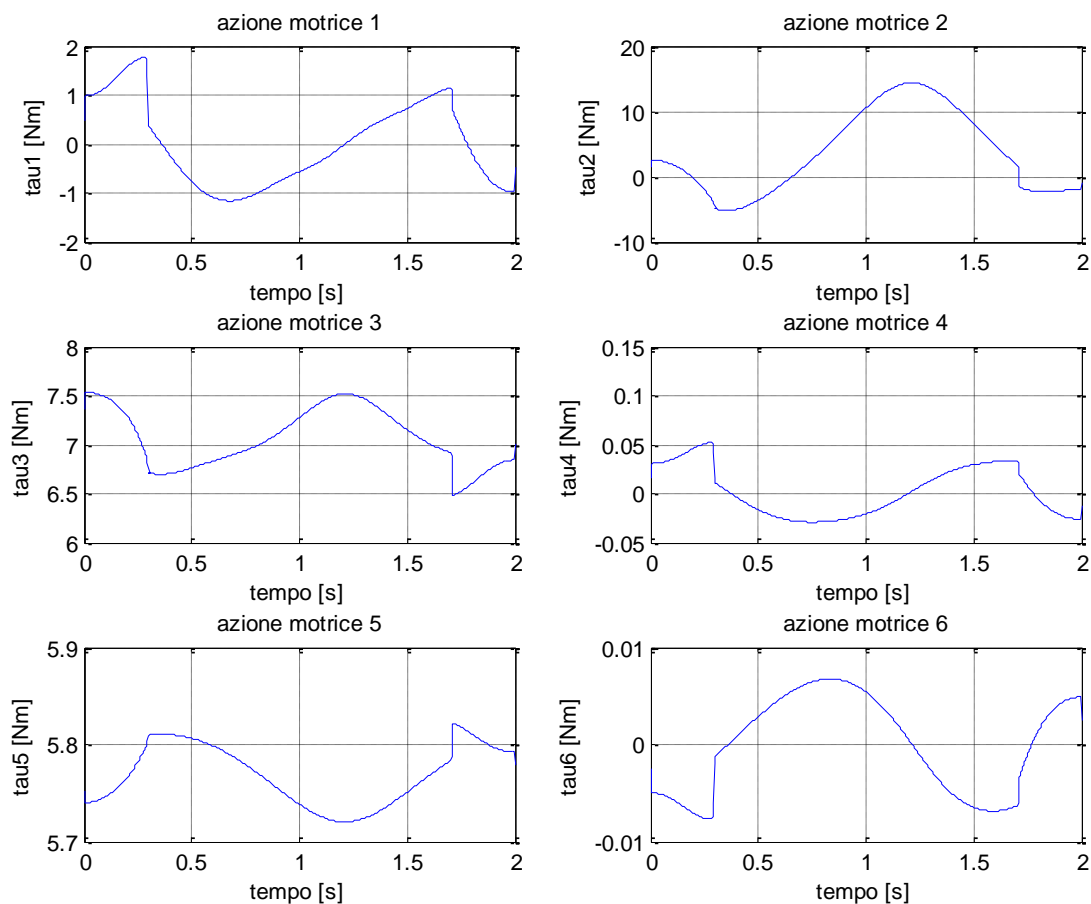 azione motrice 1
azione motrice 2
2
1
0
-1
-2
tau1 [Nm]
0 0.5 1 1.5 2
tempo [s]
20
10
0
-10
tau2 [Nm]
0 0.5 1 1.5 2
tempo [s]
azione motrice 3
azione motrice 4
8
7.5
7
6.5
6
tau3 [Nm]
0 0.5 1 1.5 2
tempo [s]
0.15
0.1
0.05
0
-0.05
tau4 [Nm]
0 0.5 1 1.5 2
tempo [s]
azione motrice 5
azione motrice 6
5.9
5.8
5.7
tau5 [Nm]
0 0.5 1 1.5 2
tempo [s]
0.01
0
-0.01
tau6 [Nm]
0 0.5 1 1.5 2
tempo [s]